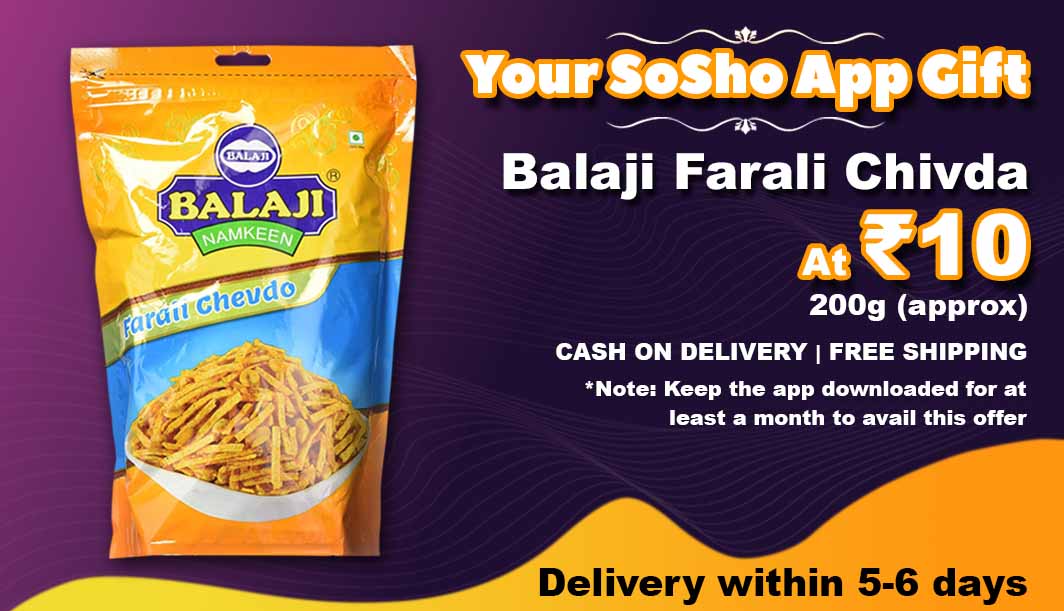 BALAJI
BALAJI®
NAMKEEN
Farali Chevdo
Your SoSho App Gift
Balaji Farali Chivda
At ₹10
200g (approx)
CASH ON DELIVERY | FREE SHIPPING
*Note: Keep the app downloaded for at
least a month to avail this offer
Delivery within 5-6 days